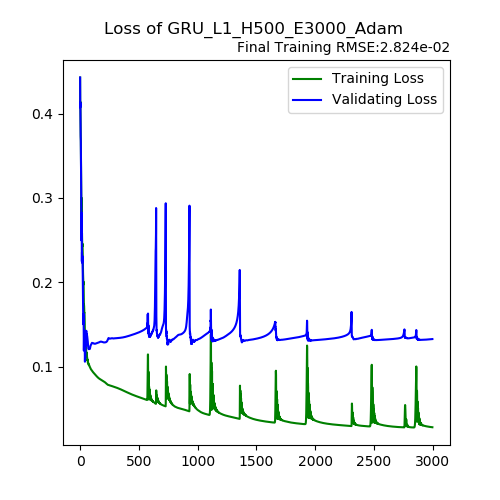 Loss of GRU_L1_H500_E3000_Adam
Final Training RMSE:2.824e-02
Training Loss
Validating Loss
0.4
0.3
0.2
0.1
0 500 1000 1500 2000 2500 3000